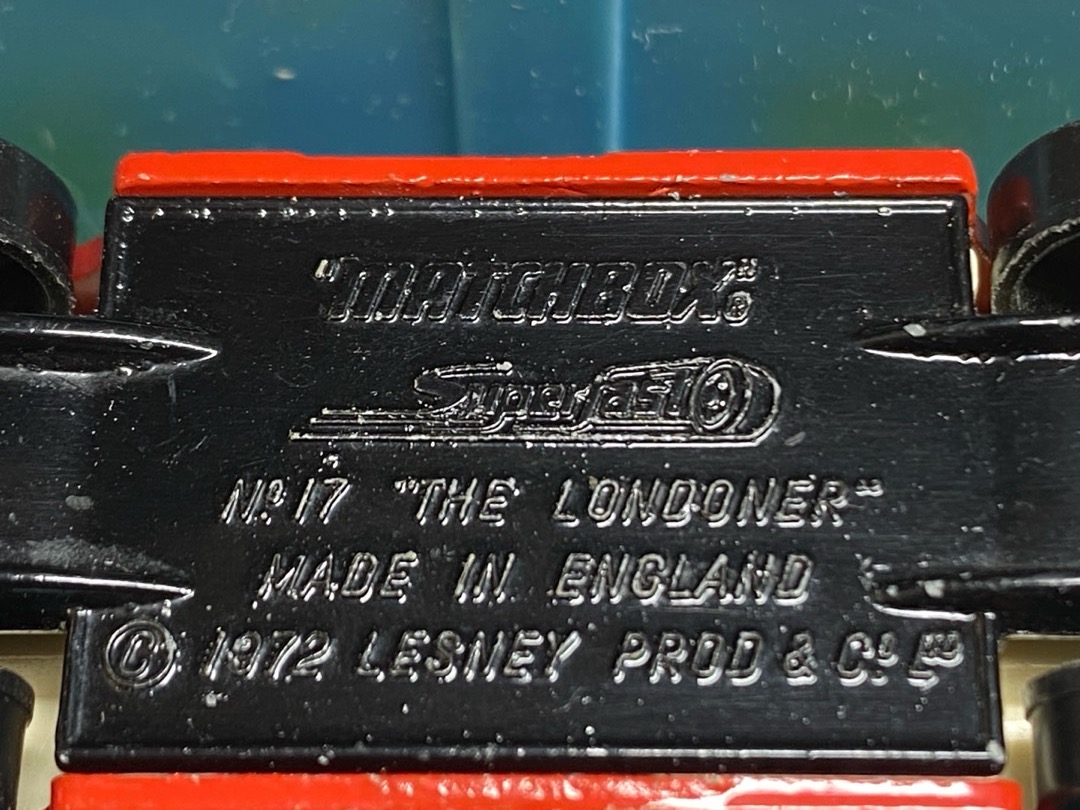 "MATCHBOX"®
Superfast
Nº 17 "THE LONDONER"
MADE IN ENGLAND
© 1972 LESNEY PROD & Cº Lᵀᴰ